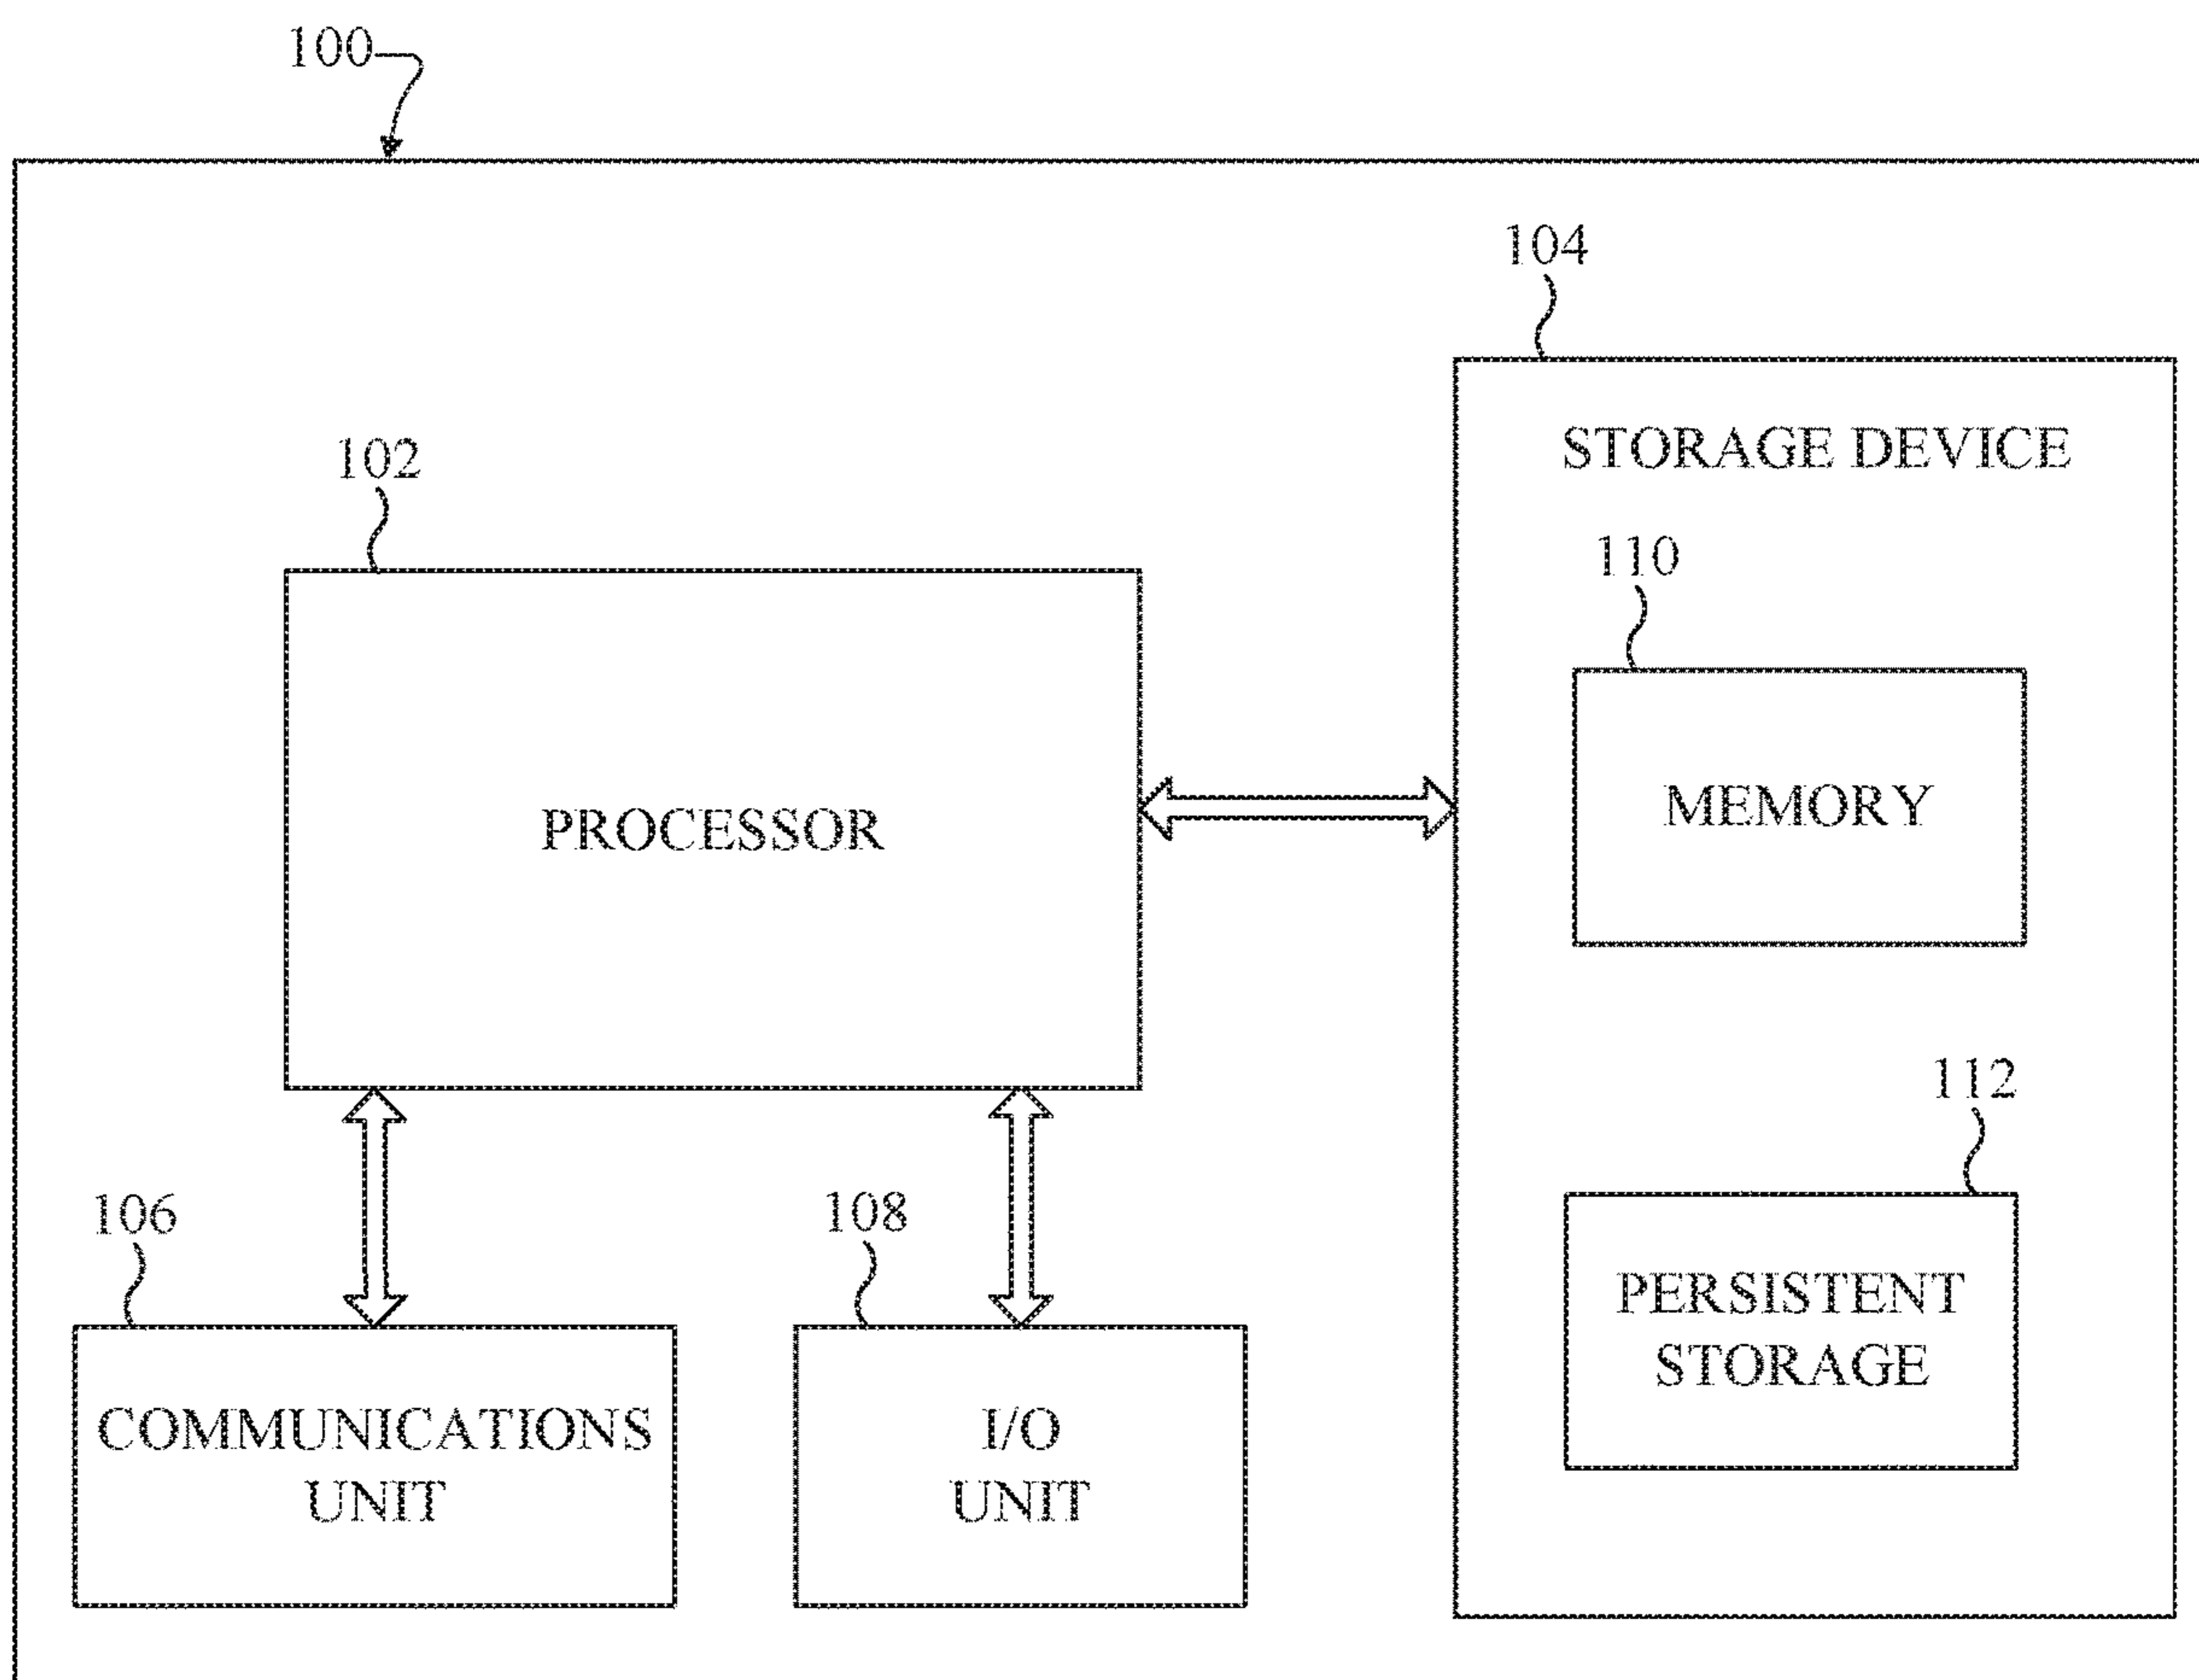 100
104
STORAGE DEVICE
102
110
PROCESSOR
MEMORY
112
106
108
PERSISTENT
STORAGE
COMMUNICATIONS
UNIT
I/O
UNIT